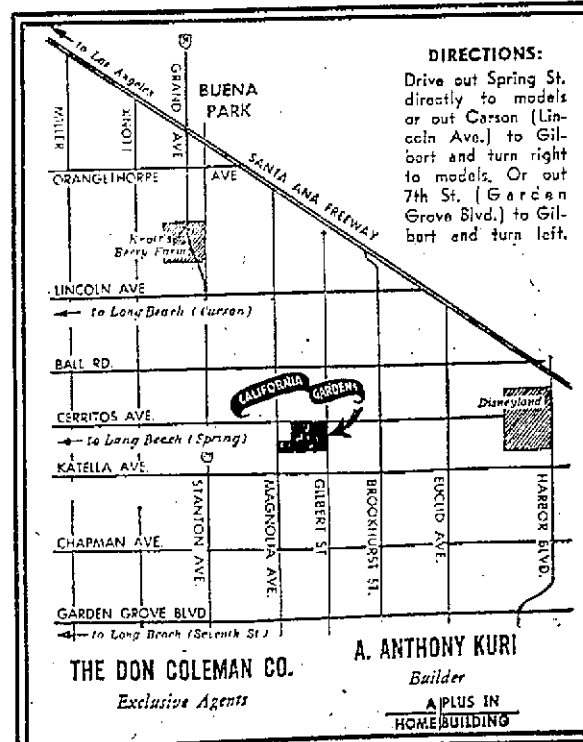 to Los Angeles
DIRECTIONS:
Drive out Spring St.
directly to models
or out Carson (Lin-
coln Ave.) to Gil-
bert and turn right
to models. Or out
7th St. (Garden
Grove Blvd.) to Gil-
bert and turn left.
MILLER
KNOTT
GRAND AVE
BUENA
PARK
ORANGETHORPE AVE
SANTA ANA FREEWAY
Knott's
Berry Farm
LINCOLN AVE
to Long Beach (Carson)
BALL RD.
CALIFORNIA GARDENS
CERRITOS AVE.
Disneyland
to Long Beach (Spring)
KATELLA AVE.
STANTON AVE.
MAGNOLIA AVE.
GILBERT ST
BROOKHURST ST.
EUCLID AVE.
HARBOR BLVD.
CHAPMAN AVE.
GARDEN GROVE BLVD
to Long Beach (Seventh St.)
THE DON COLEMAN CO.
Exclusive Agents
A. ANTHONY KURI
Builder
A PLUS IN
HOME BUILDING